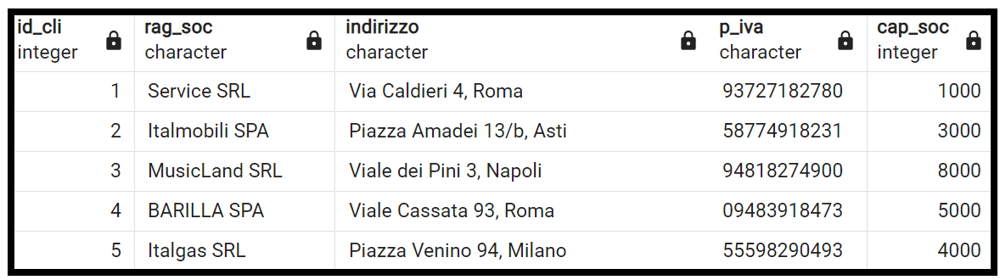 id_cli rag_soc indirizzo p_iva cap_soc
integer character character character integer
1 Service SRL Via Caldieri 4, Roma 93727182780 1000
2 Italmobili SPA Piazza Amadei 13/b, Asti 58774918231 3000
3 MusicLand SRL Viale dei Pini 3, Napoli 94818274900 8000
4 BARILLA SPA Viale Cassata 93, Roma 09483918473 5000
5 Italgas SRL Piazza Venino 94, Milano 55598290493 4000